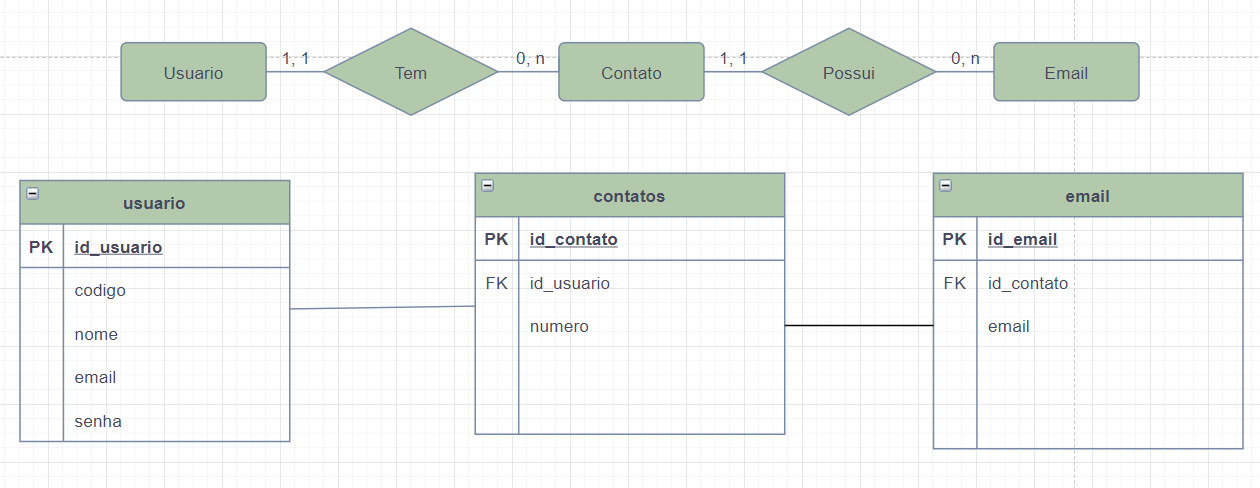 Usuario
1, 1
Tem
0, n
Contato
1, 1
Possui
0, n
Email
usuario
PK id_usuario
codigo
nome
email
senha
contatos
PK id_contato
FK id_usuario
numero
email
PK id_email
FK id_contato
email